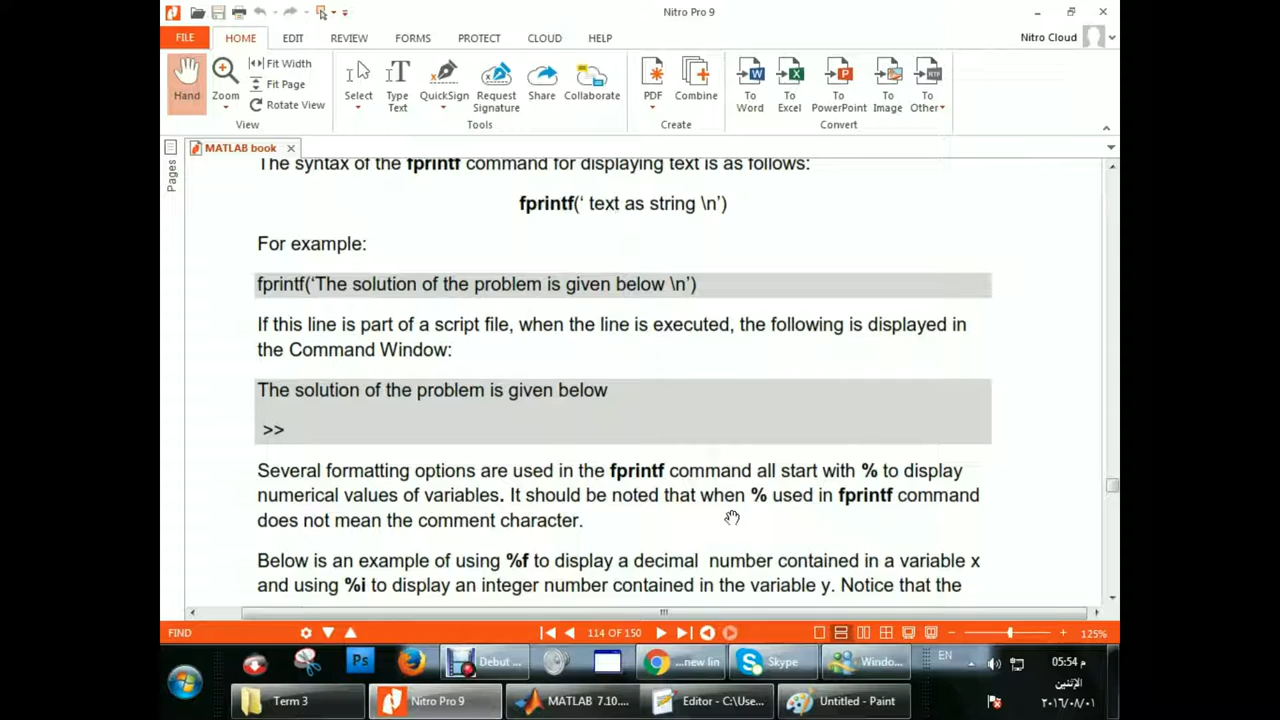 Nitro Pro 9
FILE HOME EDIT REVIEW FORMS PROTECT CLOUD HELP Nitro Cloud
Hand Zoom Fit Width Fit Page Rotate View
Select Type Text QuickSign Request Signature Share Collaborate PDF Combine To Word To Excel To PowerPoint To Image To Other
View Tools Create Convert
MATLAB book
Pages
The syntax of the fprintf command for displaying text is as follows:
fprintf(‘ text as string \n’)
For example:
fprintf(‘The solution of the problem is given below \n’)
If this line is part of a script file, when the line is executed, the following is displayed in
the Command Window:
The solution of the problem is given below
>>
Several formatting options are used in the fprintf command all start with % to display
numerical values of variables. It should be noted that when % used in fprintf command
does not mean the comment character.
Below is an example of using %f to display a decimal number contained in a variable x
and using %i to display an integer number contained in the variable y. Notice that the
FIND 114 OF 150 125%
Debut ... ...new lin Skype Windo... EN 05:54 م
الإثنين
Term 3 Nitro Pro 9 MATLAB 7.10.... Editor - C:\Use... Untitled - Paint ٢٠١٦/٠٨/٠١